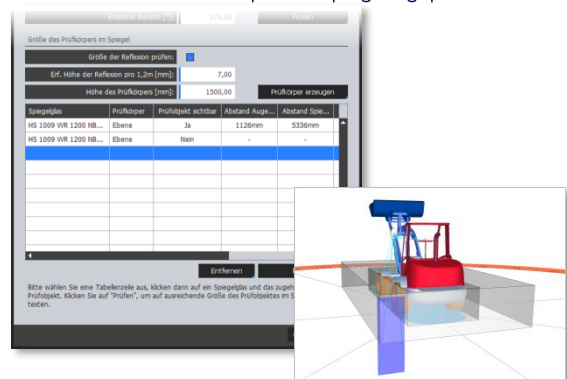 Erlaubter Bereich [°]: 270,00 Prüfen
Größe des Prüfkörpers im Spiegel
Größe der Reflexion prüfen:
Erf. Höhe der Reflexion pro 1,2m [mm]: 7,00
Höhe des Prüfkörpers [mm]: 1500,00 Prüfkörper erzeugen
Spiegelglas Prüfkörper Prüfobjekt sichtbar Abstand Auge... Abstand Spie...
HS 1009 WR 1200 NB... Ebene Ja 1126mm 5336mm
HS 1009 WR 1200 NB... Ebene Nein - -
Entfernen
Bitte wählen Sie eine Tabellenzeile aus, klicken dann auf ein Spiegelglas und das zugeh
Prüfobjekt. Klicken Sie auf "Prüfen", um auf ausreichende Größe des Prüfobjektes im S
testen.